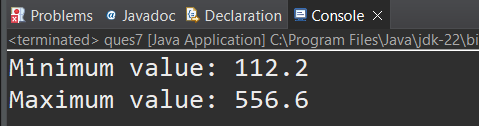 Problems Javadoc Declaration Console
<terminated> ques7 [Java Application] C:\Program Files\Java\jdk-22\bi
Minimum value: 112.2
Maximum value: 556.6